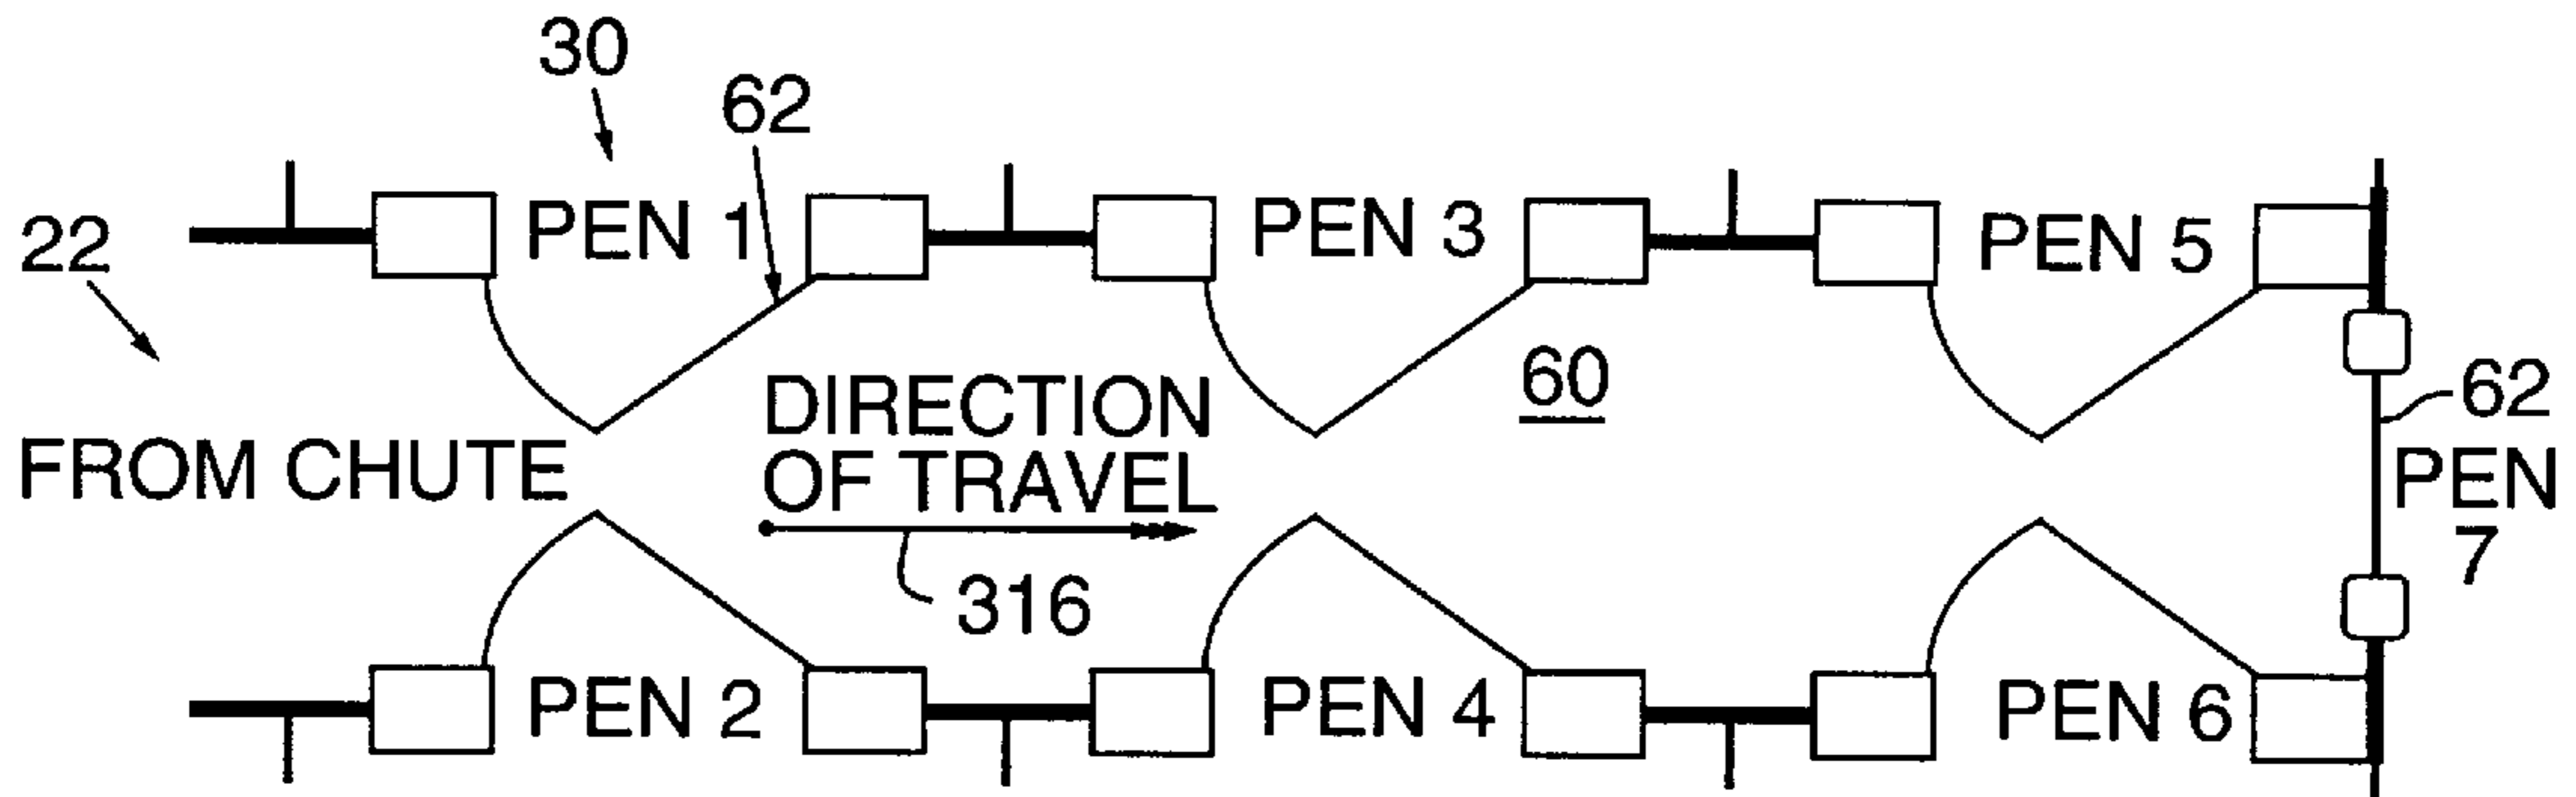 30
62
22
PEN 1
PEN 3
PEN 5
DIRECTION
OF TRAVEL
60
62
FROM CHUTE
PEN
7
316
PEN 2
PEN 4
PEN 6